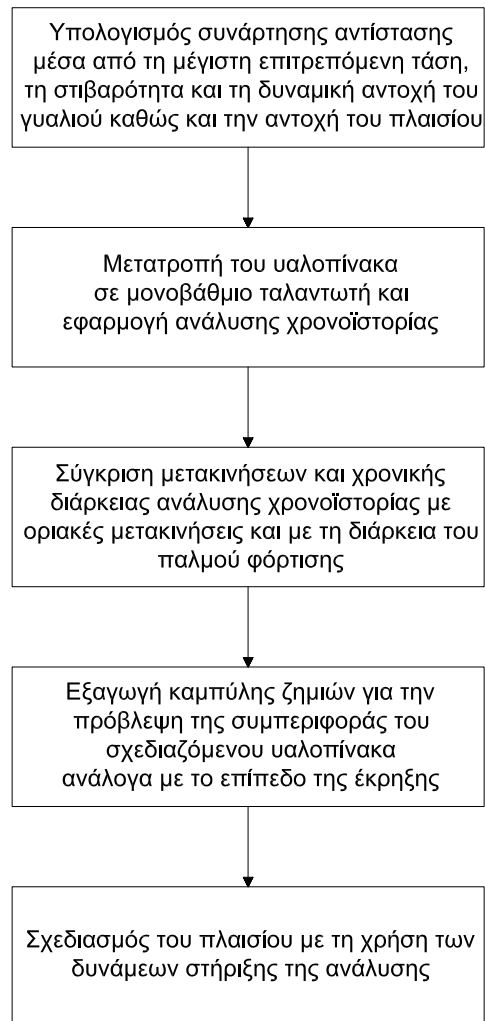 Υπολογισμός συνάρτησης αντίστασης
μέσα από τη μέγιστη επιτρεπόμενη τάση,
τη στιβαρότητα και τη δυναμική αντοχή του
γυαλιού καθώς και την αντοχή του πλαισίου
Μετατροπή του υαλοπίνακα
σε μονοβάθμιο ταλαντωτή και
εφαρμογή ανάλυσης χρονοϊστορίας
Σύγκριση μετακινήσεων και χρονικής
διάρκειας ανάλυσης χρονοϊστορίας με
οριακές μετακινήσεις και με τη διάρκεια του
παλμού φόρτισης
Εξαγωγή καμπύλης ζημιών για την
πρόβλεψη της συμπεριφοράς του
σχεδιαζόμενου υαλοπίνακα
ανάλογα με το επίπεδο της έκρηξης
Σχεδιασμός του πλαισίου με τη χρήση των
δυνάμεων στήριξης της ανάλυσης